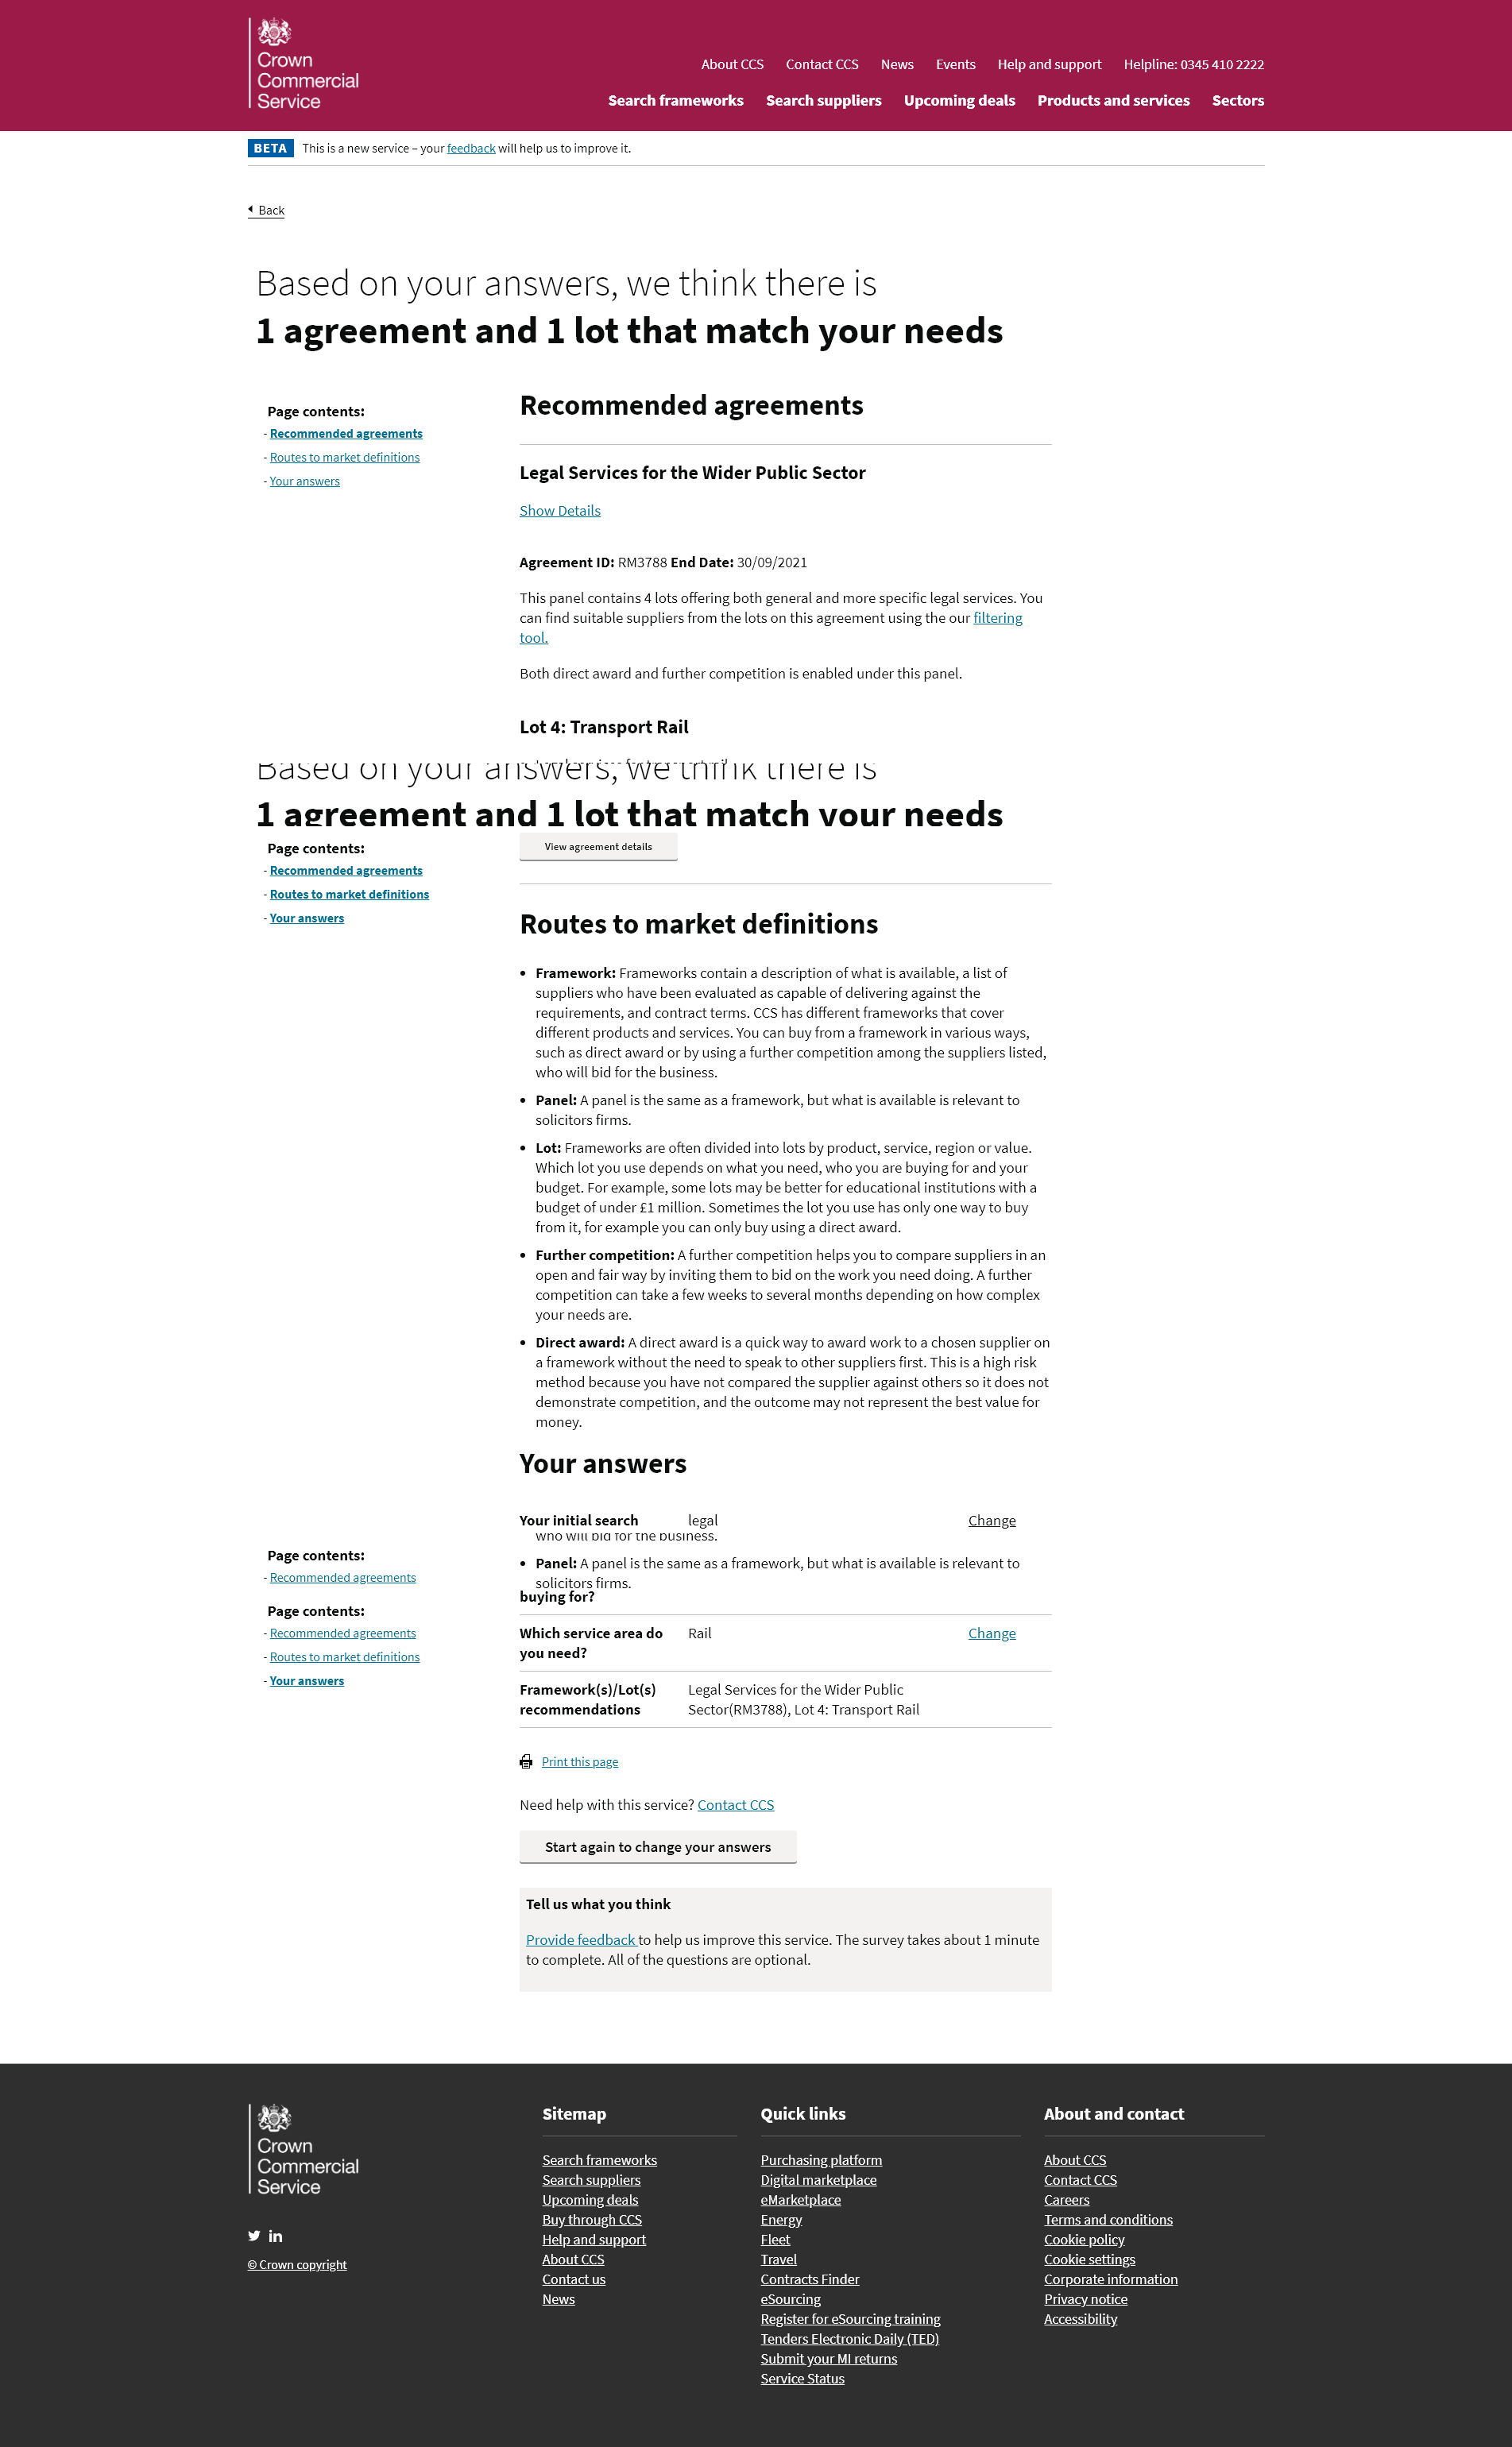 Crown
Commercial
Service
About CCS Contact CCS News Events Help and support Helpline: 0345 410 2222
Search frameworks Search suppliers Upcoming deals Products and services Sectors
BETA This is a new service – your feedback will help us to improve it.
Back
Based on your answers, we think there is
1 agreement and 1 lot that match your needs
Page contents:
- Recommended agreements
- Routes to market definitions
- Your answers
Recommended agreements
Legal Services for the Wider Public Sector
Show Details
Agreement ID: RM3788 End Date: 30/09/2021
This panel contains 4 lots offering both general and more specific legal services. You
can find suitable suppliers from the lots on this agreement using the our filtering
tool.
Both direct award and further competition is enabled under this panel.
Lot 4: Transport Rail
Based on your answers, we think there is
1 agreement and 1 lot that match your needs
Page contents:
- Recommended agreements
- Routes to market definitions
- Your answers
View agreement details
Routes to market definitions
• Framework: Frameworks contain a description of what is available, a list of
suppliers who have been evaluated as capable of delivering against the
requirements, and contract terms. CCS has different frameworks that cover
different products and services. You can buy from a framework in various ways,
such as direct award or by using a further competition among the suppliers listed,
who will bid for the business.
• Panel: A panel is the same as a framework, but what is available is relevant to
solicitors firms.
• Lot: Frameworks are often divided into lots by product, service, region or value.
Which lot you use depends on what you need, who you are buying for and your
budget. For example, some lots may be better for educational institutions with a
budget of under £1 million. Sometimes the lot you use has only one way to buy
from it, for example you can only buy using a direct award.
• Further competition: A further competition helps you to compare suppliers in an
open and fair way by inviting them to bid on the work you need doing. A further
competition can take a few weeks to several months depending on how complex
your needs are.
• Direct award: A direct award is a quick way to award work to a chosen supplier on
a framework without the need to speak to other suppliers first. This is a high risk
method because you have not compared the supplier against others so it does not
demonstrate competition, and the outcome may not represent the best value for
money.
Your answers
Your initial search legal Change
who will bid for the business.
• Panel: A panel is the same as a framework, but what is available is relevant to
solicitors firms.
buying for?
Page contents:
- Recommended agreements
Page contents:
- Recommended agreements
- Routes to market definitions
- Your answers
Which service area do Rail Change
you need?
Framework(s)/Lot(s) Legal Services for the Wider Public
recommendations Sector(RM3788), Lot 4: Transport Rail
Print this page
Need help with this service? Contact CCS
Start again to change your answers
Tell us what you think
Provide feedback to help us improve this service. The survey takes about 1 minute
to complete. All of the questions are optional.
Crown
Commercial
Service
© Crown copyright
Sitemap
Search frameworks
Search suppliers
Upcoming deals
Buy through CCS
Help and support
About CCS
Contact us
News
Quick links
Purchasing platform
Digital marketplace
eMarketplace
Energy
Fleet
Travel
Contracts Finder
eSourcing
Register for eSourcing training
Tenders Electronic Daily (TED)
Submit your MI returns
Service Status
About and contact
About CCS
Contact CCS
Careers
Terms and conditions
Cookie policy
Cookie settings
Corporate information
Privacy notice
Accessibility